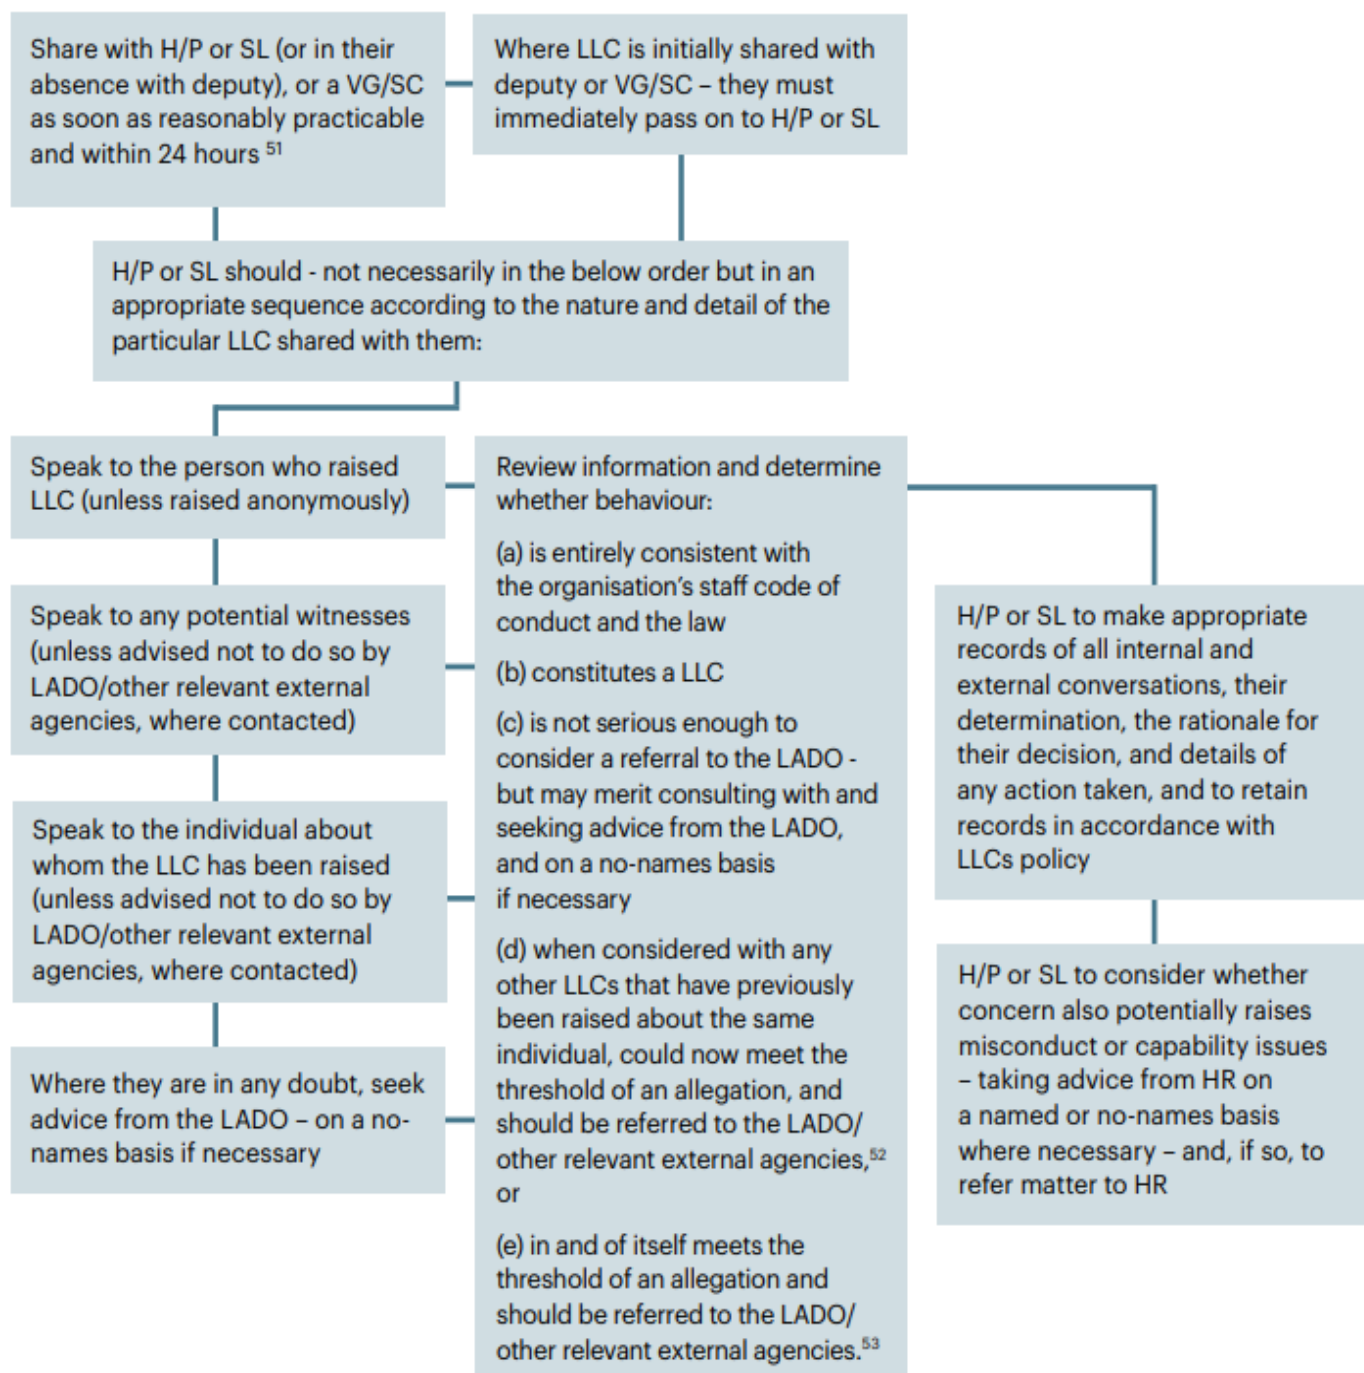 Share with H/P or SL (or in their
absence with deputy), or a VG/SC
as soon as reasonably practicable
and within 24 hours 51
Where LLC is initially shared with
deputy or VG/SC – they must
immediately pass on to H/P or SL
H/P or SL should - not necessarily in the below order but in an
appropriate sequence according to the nature and detail of the
particular LLC shared with them:
Speak to the person who raised
LLC (unless raised anonymously)
Speak to any potential witnesses
(unless advised not to do so by
LADO/other relevant external
agencies, where contacted)
Speak to the individual about
whom the LLC has been raised
(unless advised not to do so by
LADO/other relevant external
agencies, where contacted)
Where they are in any doubt, seek
advice from the LADO – on a no-
names basis if necessary
Review information and determine
whether behaviour:
(a) is entirely consistent with
the organisation’s staff code of
conduct and the law
(b) constitutes a LLC
(c) is not serious enough to
consider a referral to the LADO -
but may merit consulting with and
seeking advice from the LADO,
and on a no-names basis
if necessary
(d) when considered with any
other LLCs that have previously
been raised about the same
individual, could now meet the
threshold of an allegation, and
should be referred to the LADO/
other relevant external agencies,52
or
(e) in and of itself meets the
threshold of an allegation and
should be referred to the LADO/
other relevant external agencies.53
H/P or SL to make appropriate
records of all internal and
external conversations, their
determination, the rationale for
their decision, and details of
any action taken, and to retain
records in accordance with
LLCs policy
H/P or SL to consider whether
concern also potentially raises
misconduct or capability issues
– taking advice from HR on
a named or no-names basis
where necessary – and, if so, to
refer matter to HR